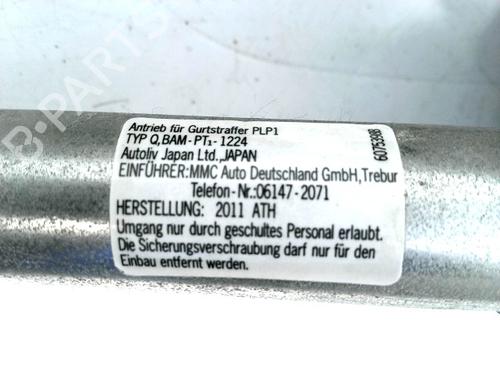 Antrieb für Gurtstraffer PLP1
TYP Q,BAM-PT₁-1224
Autoliv Japan Ltd.,JAPAN
EINFÜHRER:MMC Auto Deutschland GmbH,Trebur
Telefon-Nr.:06147-2071
HERSTELLUNG: 2011 ATH
Umgang nur durch geschultes Personal erlaubt.
Die Sicherungsverschraubung darf nur für den
Einbau entfernt werden.
6075398
B-PARTS